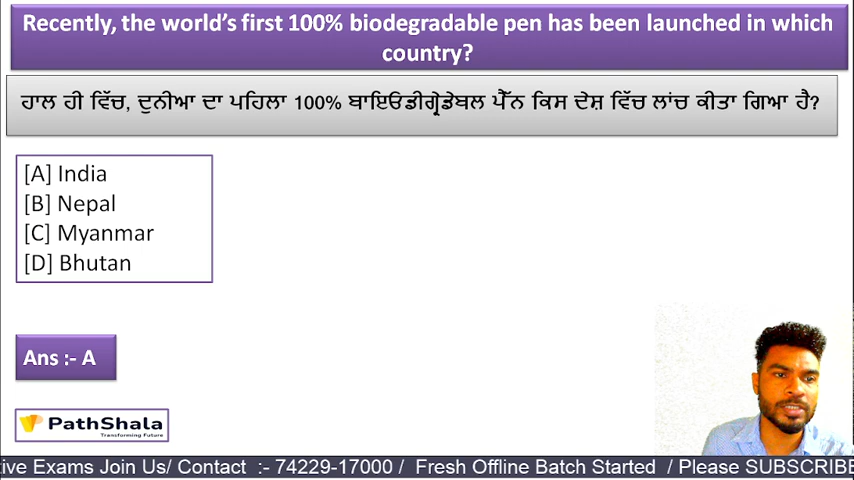 Recently, the world's first 100% biodegradable pen has been launched in which
country?
ਹਾਲ ਹੀ ਵਿੱਚ, ਦੁਨੀਆ ਦਾ ਪਹਿਲਾ 100% ਬਾਇਓਡੀਗ੍ਰੇਡੇਬਲ ਪੈੱਨ ਕਿਸ ਦੇਸ਼ ਵਿੱਚ ਲਾਂਚ ਕੀਤਾ ਗਿਆ ਹੈ?
[A] India
[B] Nepal
[C] Myanmar
[D] Bhutan
Ans :- A
PathShala
Transforming Future
tive Exams Join Us/ Contact :- 74229-17000 / Fresh Offline Batch Started / Please SUBSCRIBE